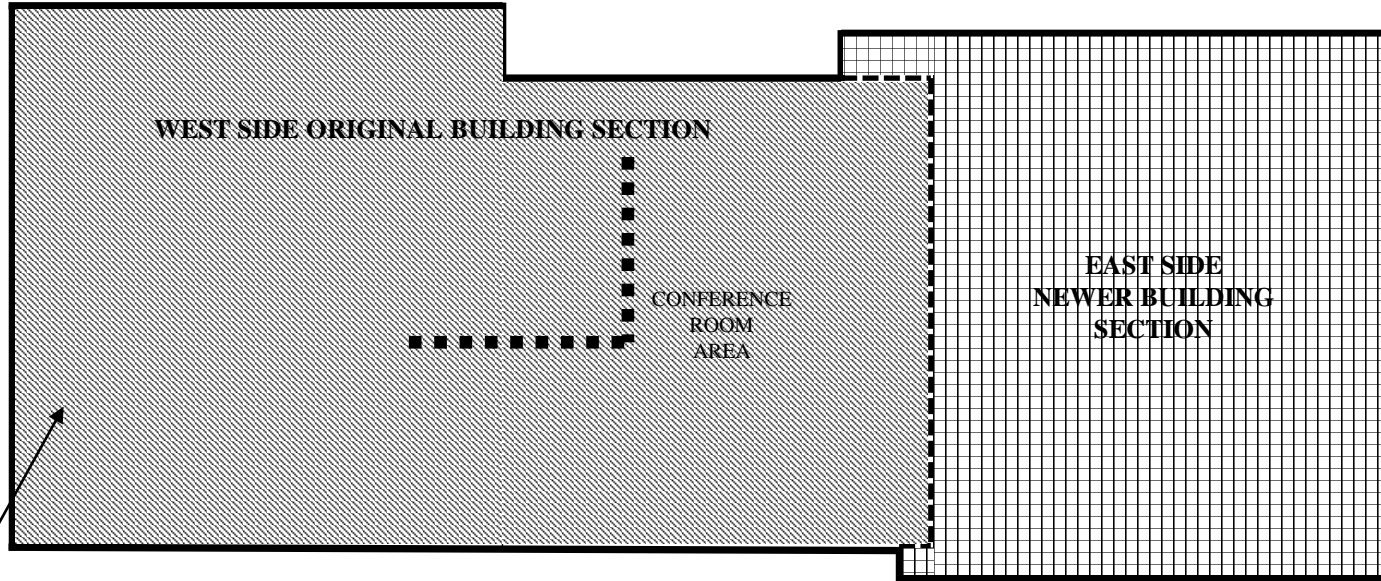 WEST SIDE ORIGINAL BUILDING SECTION
CONFERENCE
ROOM
AREA
EAST SIDE
NEWER BUILDING
SECTION